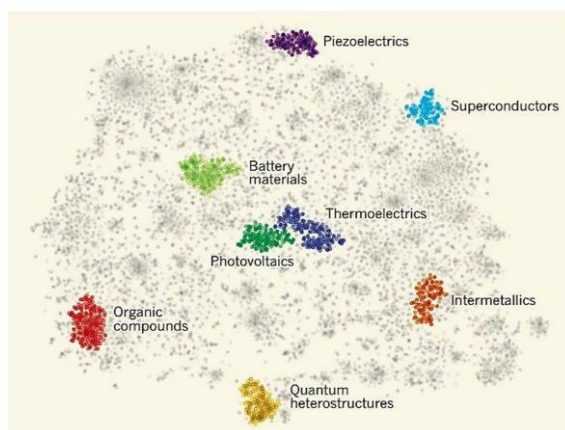 Piezoelectrics
Superconductors
Battery
materials
Thermoelectrics
Photovoltaics
Intermetallics
Organic
compounds
Quantum
heterostructures